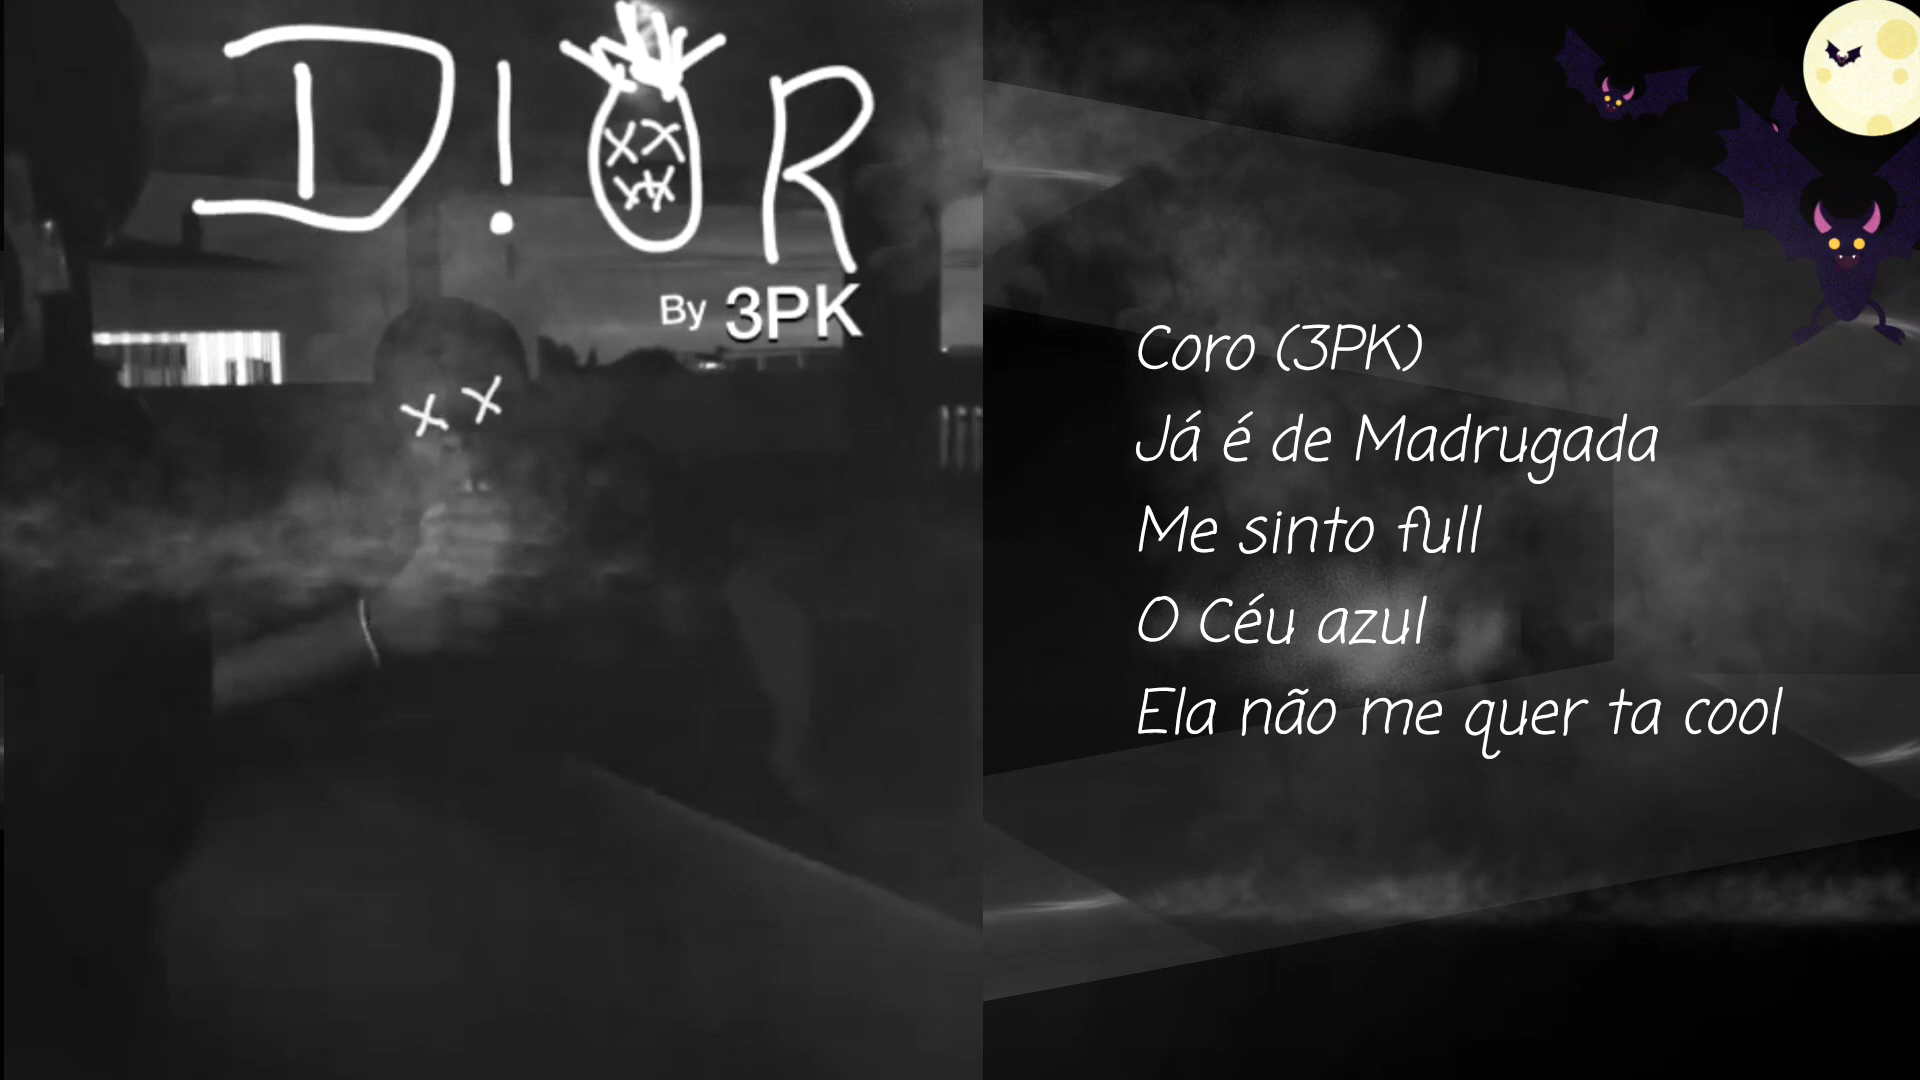 D!OR
By 3PK
Coro (3PK)
Já é de Madrugada
Me sinto full
O Céu azul
Ela não me quer ta cool